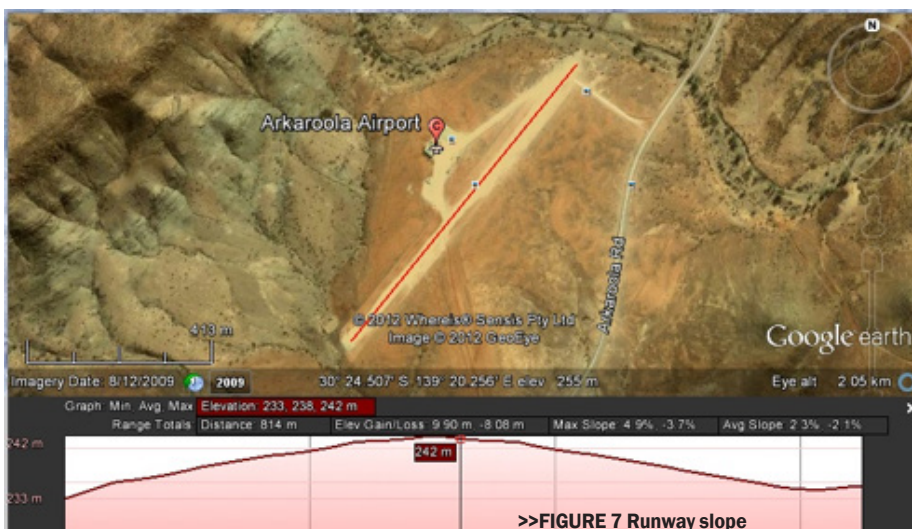 N
Arkaroola Airport
Arkaroola Rd
© 2012 Whereis® Sensis Pty Ltd
Image © 2012 GeoEye
413 m
Google earth
Imagery Date: 8/12/2009 2009 30° 24.507' S 139° 20.256' E elev 255 m Eye alt 2.05 km
Graph: Min, Avg, Max Elevation: 233, 238, 242 m
Range Totals: Distance: 814 m Elev Gain/Loss: 9.90 m -8.08 m Max Slope: 4.9% -3.7% Avg Slope: 2.3% -2.1%
242 m
242 m
233 m
>>FIGURE 7 Runway slope